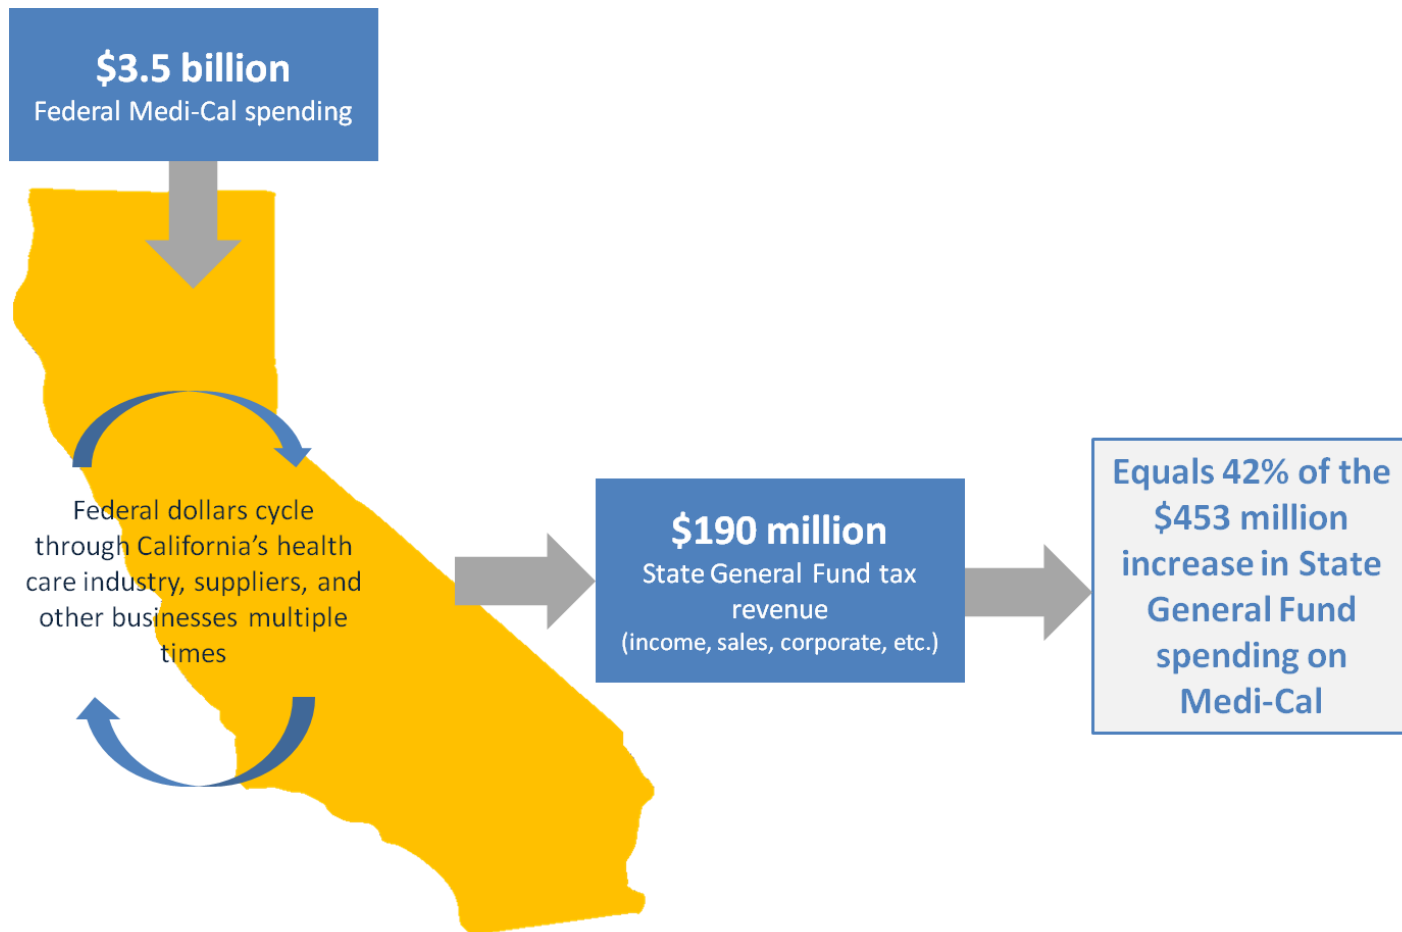 $3.5 billion
Federal Medi-Cal spending
Federal dollars cycle
through California’s health
care industry, suppliers, and
other businesses multiple
times
$190 million
State General Fund tax
revenue
(income, sales, corporate, etc.)
Equals 42% of the
$453 million
increase in State
General Fund
spending on
Medi-Cal